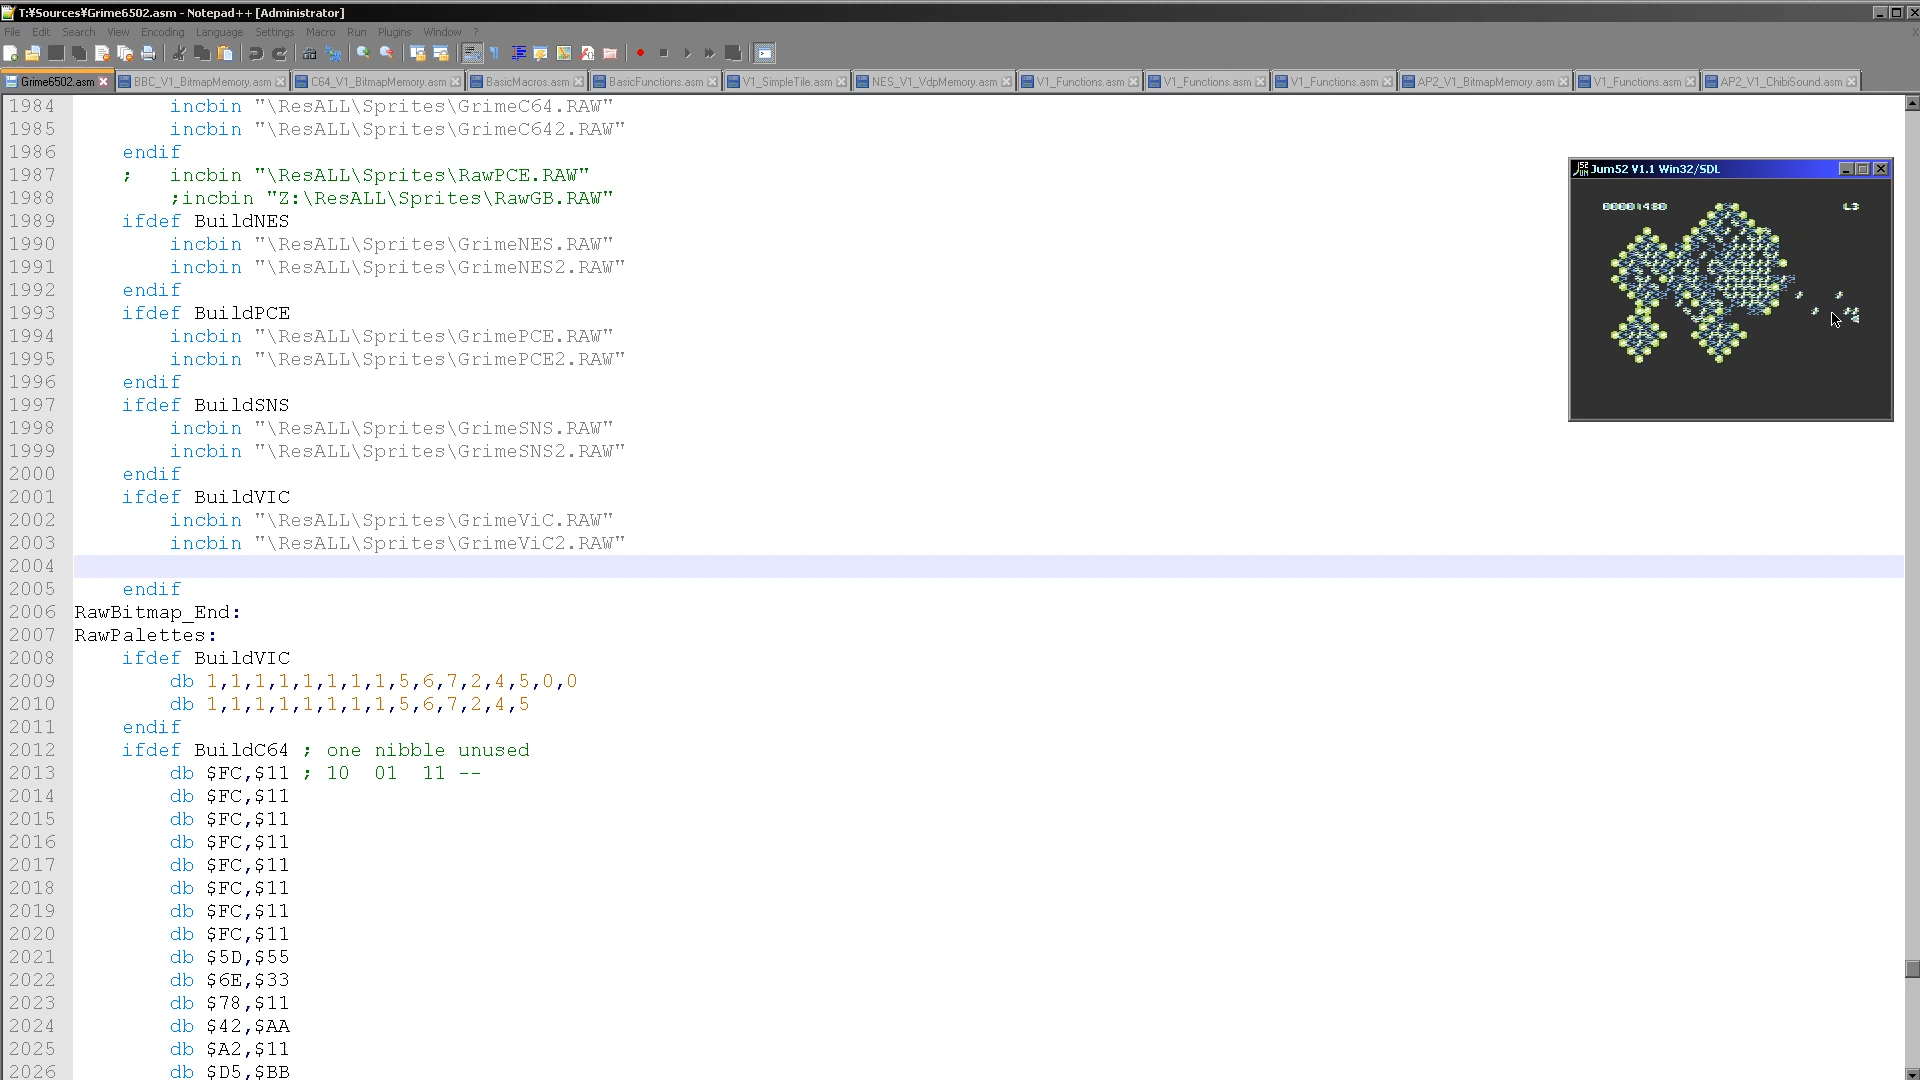 T:¥Sources¥Grime6502.asm - Notepad++ [Administrator]
File Edit Search View Encoding Language Settings Macro Run Plugins Window ?
Grime6502.asm BBC_V1_BitmapMemory.asm C64_V1_BitmapMemory.asm BasicMacros.asm BasicFunctions.asm V1_SimpleTile.asm NES_V1_VdpMemory.asm V1_Functions.asm V1_Functions.asm V1_Functions.asm AP2_V1_BitmapMemory.asm V1_Functions.asm AP2_V1_ChibiSound.asm
1984 incbin "\ResALL\Sprites\GrimeC64.RAW"
1985 incbin "\ResALL\Sprites\GrimeC642.RAW"
1986 endif
1987 ; incbin "\ResALL\Sprites\RawPCE.RAW"
1988 ;incbin "Z:\ResALL\Sprites\RawGB.RAW"
1989 ifdef BuildNES
1990 incbin "\ResALL\Sprites\GrimeNES.RAW"
1991 incbin "\ResALL\Sprites\GrimeNES2.RAW"
1992 endif
1993 ifdef BuildPCE
1994 incbin "\ResALL\Sprites\GrimePCE.RAW"
1995 incbin "\ResALL\Sprites\GrimePCE2.RAW"
1996 endif
1997 ifdef BuildSNS
1998 incbin "\ResALL\Sprites\GrimeSNS.RAW"
1999 incbin "\ResALL\Sprites\GrimeSNS2.RAW"
2000 endif
2001 ifdef BuildVIC
2002 incbin "\ResALL\Sprites\GrimeViC.RAW"
2003 incbin "\ResALL\Sprites\GrimeViC2.RAW"
2004
2005 endif
2006 RawBitmap_End:
2007 RawPalettes:
2008 ifdef BuildVIC
2009 db 1,1,1,1,1,1,1,1,5,6,7,2,4,5,0,0
2010 db 1,1,1,1,1,1,1,1,5,6,7,2,4,5
2011 endif
2012 ifdef BuildC64 ; one nibble unused
2013 db $FC,$11 ; 10 01 11 --
2014 db $FC,$11
2015 db $FC,$11
2016 db $FC,$11
2017 db $FC,$11
2018 db $FC,$11
2019 db $FC,$11
2020 db $FC,$11
2021 db $5D,$55
2022 db $6E,$33
2023 db $78,$11
2024 db $42,$AA
2025 db $A2,$11
2026 db $D5,$BB
Jum52 V1.1 Win32/SDL
00001480 L3